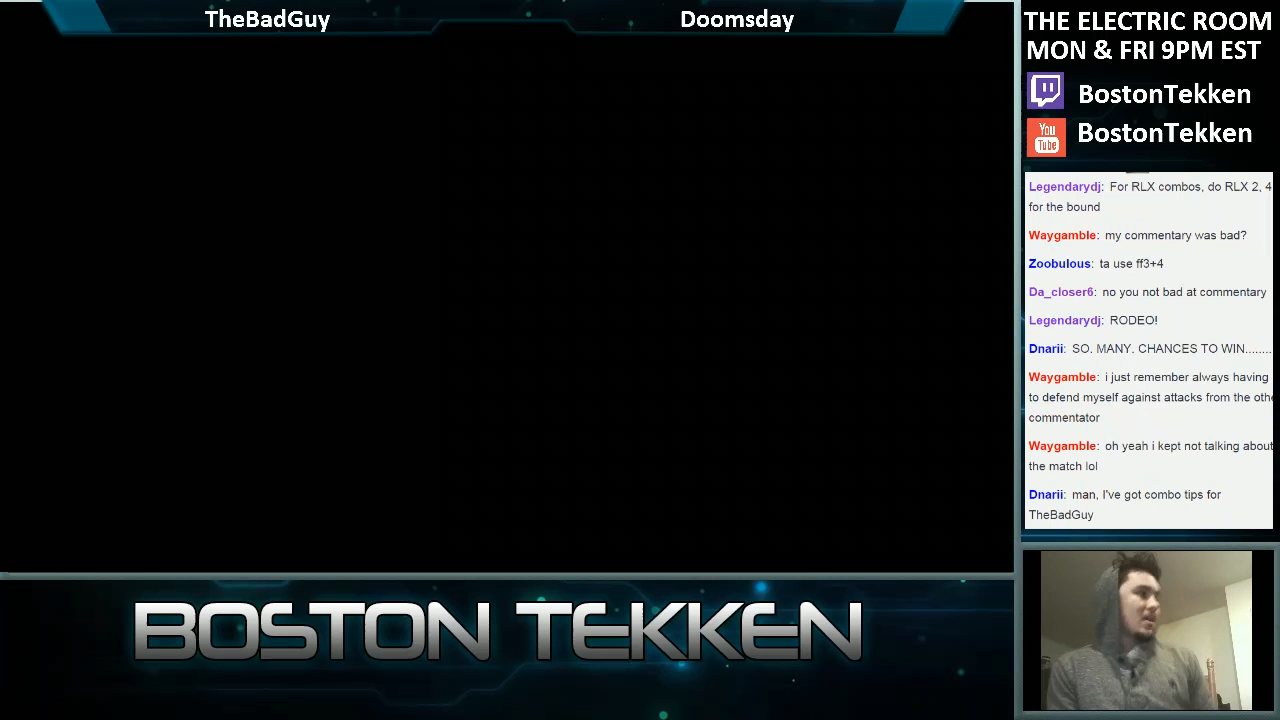 TheBadGuy
Doomsday
THE ELECTRIC ROOM
MON & FRI 9PM EST
BostonTekken
You
Tube
BostonTekken
Legendarydj: For RLX combos, do RLX 2, 4
for the bound
Waygamble: my commentary was bad?
Zoobulous: ta use ff3+4
Da_closer6: no you not bad at commentary
Legendarydj: RODEO!
Dnarii: SO. MANY. CHANCES TO WIN........
Waygamble: i just remember always having
to defend myself against attacks from the othe
commentator
Waygamble: oh yeah i kept not talking about
the match lol
Dnarii: man, I've got combo tips for
TheBadGuy
BOSTON TEKKEN